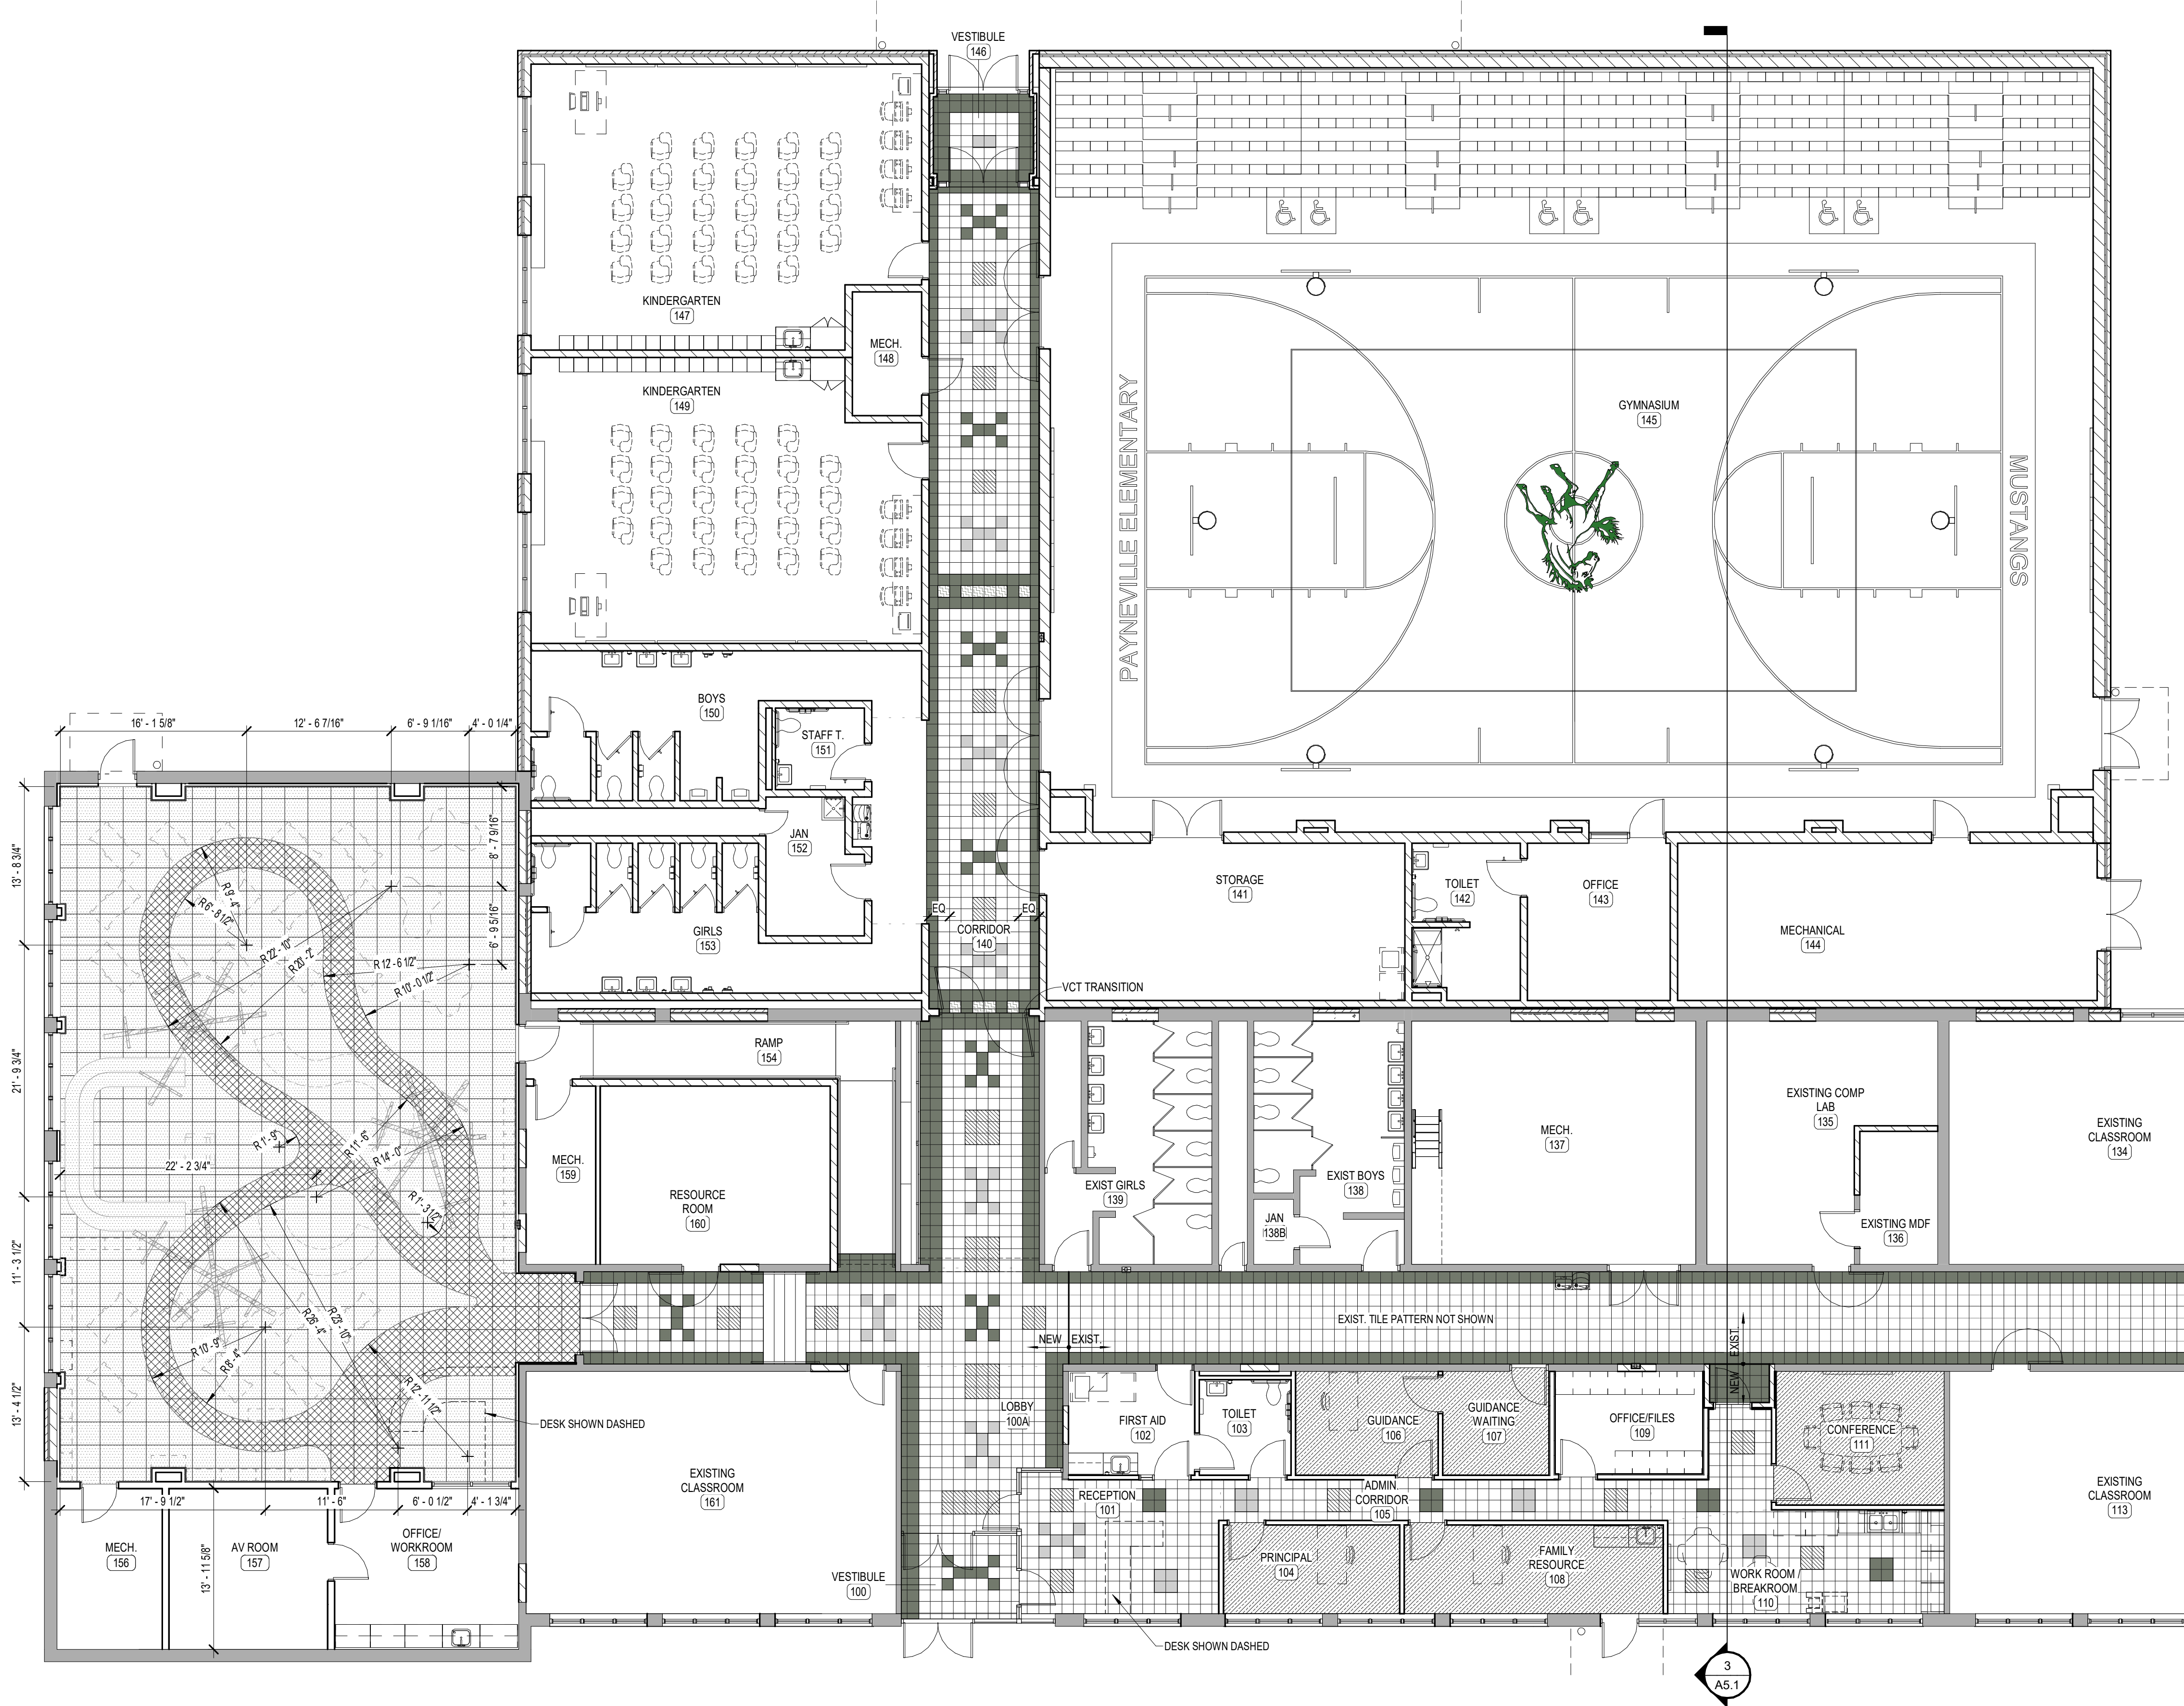 VESTIBULE
146
KINDERGARTEN
147
MECH.
148
KINDERGARTEN
149
GYMNASIUM
145
PAYNEVILLE ELEMENTARY
MUSTANGS
BOYS
150
STAFF T.
151
JAN
152
GIRLS
153
16' - 1 5/8"
12' - 6 7/16"
6' - 9 1/16"
4' - 0 1/4"
13' - 8 3/4"
21' - 9 3/4"
11' - 3 1/2"
13' - 4 1/2"
8' - 7 9/16"
6' - 9 5/16"
R 9' - 4"
R 6' - 8 1/2"
R 22' - 10"
R 20' - 2"
R 12 - 6 1/2"
R 10' - 0 1/2"
R 1' - 9"
R 11' - 6"
R 14' - 0"
22' - 2 3/4"
R 1' - 3 1/2"
R 26' - 4"
R 23' - 10"
R 10' - 9"
R 8' - 4"
R 12' - 11 1/2"
EQ
EQ
CORRIDOR
140
STORAGE
141
TOILET
142
OFFICE
143
MECHANICAL
144
VCT TRANSITION
RAMP
154
MECH.
159
RESOURCE
ROOM
160
EXIST GIRLS
139
EXIST BOYS
138
JAN
138B
MECH.
137
EXISTING COMP
LAB
135
EXISTING MDF
136
EXISTING
CLASSROOM
134
EXIST. TILE PATTERN NOT SHOWN
NEW
EXIST.
NEW
EXIST.
DESK SHOWN DASHED
EXISTING
CLASSROOM
161
LOBBY
100A
FIRST AID
102
TOILET
103
GUIDANCE
106
GUIDANCE
WAITING
107
OFFICE/FILES
109
CONFERENCE
111
EXISTING
CLASSROOM
113
RECEPTION
101
ADMIN.
CORRIDOR
105
PRINCIPAL
104
FAMILY
RESOURCE
108
WORK ROOM /
BREAKROOM
110
VESTIBULE
100
DESK SHOWN DASHED
17' - 9 1/2"
11' - 6"
6' - 0 1/2"
4' - 1 3/4"
13' - 11 5/8"
MECH.
156
AV ROOM
157
OFFICE/
WORKROOM
158
3
A5.1